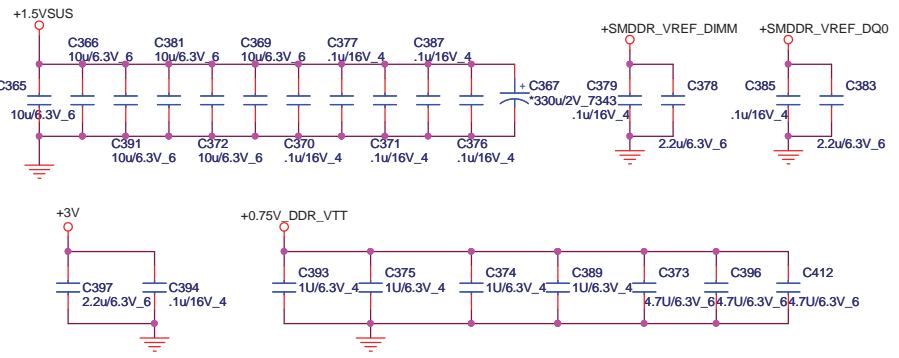 +1.5VSUS
C366
10u/6.3V_6
C381
10u/6.3V_6
C369
10u/6.3V_6
C377
.1u/16V_4
C387
.1u/16V_4
C365
10u/6.3V_6
+ C367
*330u/2V_7343
C391
10u/6.3V_6
C372
10u/6.3V_6
C370
.1u/16V_4
C371
.1u/16V_4
C376
.1u/16V_4
+SMDDR_VREF_DIMM
C379
.1u/16V_4
C378
2.2u/6.3V_6
+SMDDR_VREF_DQ0
C385
.1u/16V_4
C383
2.2u/6.3V_6
+3V
C397
2.2u/6.3V_6
C394
.1u/16V_4
+0.75V_DDR_VTT
C393
1U/6.3V_4
C375
1U/6.3V_4
C374
1U/6.3V_4
C389
1U/6.3V_4
C373
4.7U/6.3V_6
C396
4.7U/6.3V_6
C412
4.7U/6.3V_6